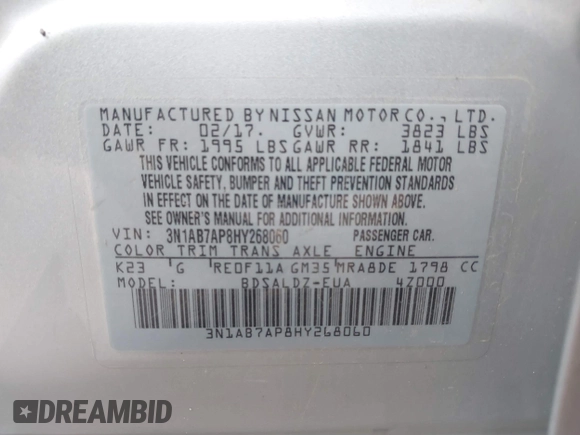 MANUFACTURED BY NISSAN MOTOR CO., LTD.
DATE: 02/17. GVWR: 3823 LBS
GAWR FR: 1995 LBS GAWR RR: 1841 LBS
THIS VEHICLE CONFORMS TO ALL APPLICABLE FEDERAL MOTOR
VEHICLE SAFETY, BUMPER AND THEFT PREVENTION STANDARDS
IN EFFECT ON THE DATE OF MANUFACTURE SHOWN ABOVE.
SEE OWNER'S MANUAL FOR ADDITIONAL INFORMATION.
VIN: 3N1AB7AP8HY268060 PASSENGER CAR.
COLOR TRIM TRANS AXLE ENGINE
K23 G RE0F11A GM35 MRA8DE 1798 CC
MODEL: BDSALDZ-EUA 4Z000
3N1AB7AP8HY268060
DREAMBID